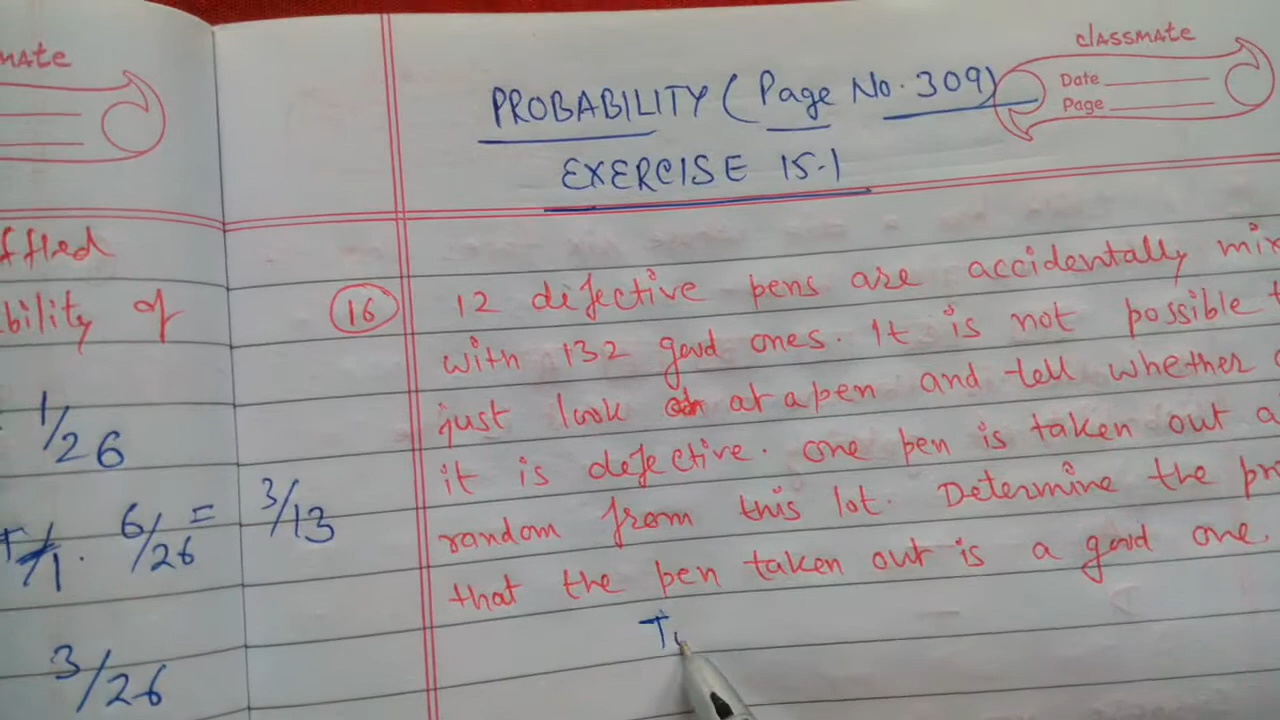 MATE
classmate
Date
Page
PROBABILITY (Page No. 309)
EXERCISE 15.1
bility of
1/26
6/26 = 3/13
3/26
16 12 defective pens are accidentally
with 132 good ones. It is not possible
just look at a pen and tell whether
it is defective. One pen is taken out
random from this lot. Determine the
that the pen taken out is a good one.